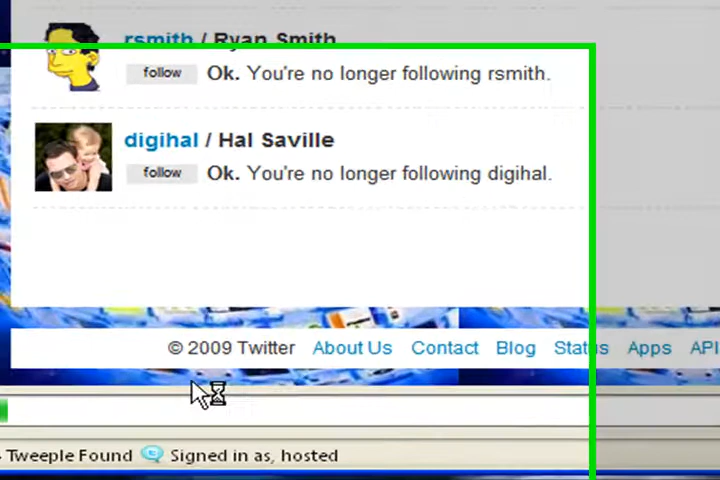 rsmith / Ryan Smith
follow Ok. You're no longer following rsmith.
digihal / Hal Saville
follow Ok. You're no longer following digihal.
© 2009 Twitter About Us Contact Blog Status Apps API
Tweeple Found Signed in as, hosted